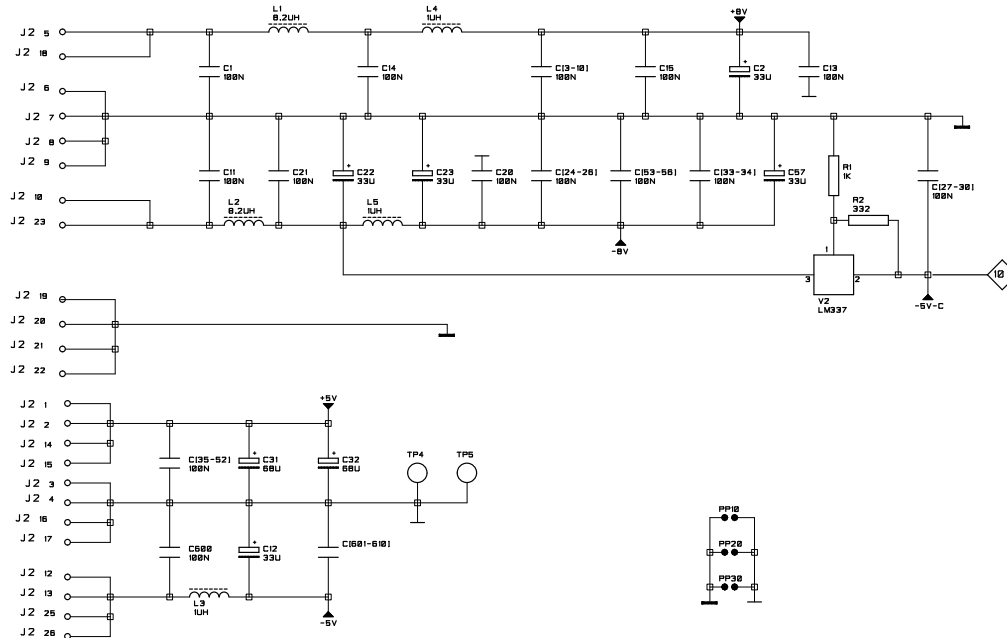 L1
8.2UH
L4
1UH
+8V
J2 5
J2 18
C1
100N
C14
100N
C[3-10]
100N
C15
100N
C2
33U
C13
100N
J2 6
J2 7
J2 8
J2 9
C11
100N
C21
100N
C22
33U
C23
33U
C20
100N
C[24-26]
100N
C[53-56]
100N
C[33-34]
100N
C57
33U
R1
1K
C[27-30]
100N
J2 10
J2 23
L2
8.2UH
L5
1UH
R2
332
-8V
1
3
2
10
V2
LM337
-5V-C
J2 19
J2 20
J2 21
J2 22
J2 1
J2 2
J2 14
J2 15
+5V
C[35-52]
100N
C31
68U
C32
68U
TP4
TP5
J2 3
J2 4
J2 16
J2 17
C600
100N
C12
33U
C[601-610]
PP10
PP20
PP30
J2 12
J2 13
J2 25
J2 26
L3
1UH
-5V